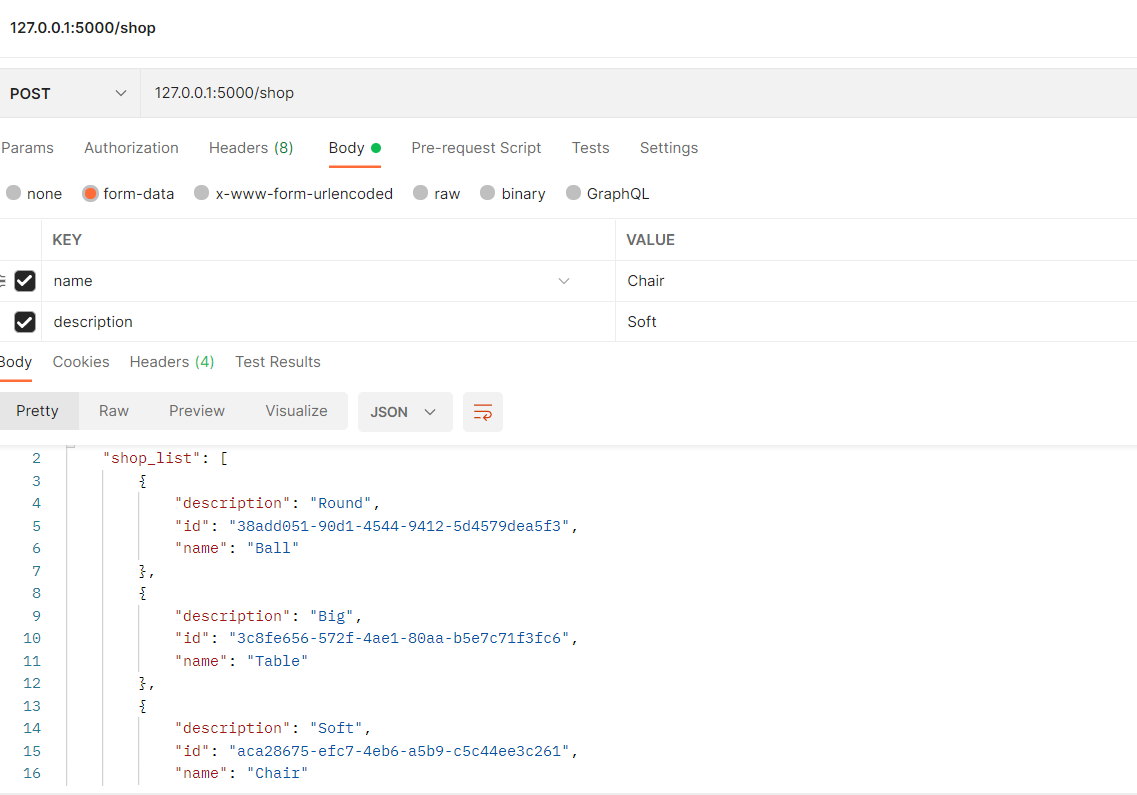 127.0.0.1:5000/shop
POST 127.0.0.1:5000/shop
Params Authorization Headers (8) Body Pre-request Script Tests Settings
none form-data x-www-form-urlencoded raw binary GraphQL
KEY VALUE
name Chair
description Soft
Body Cookies Headers (4) Test Results
Pretty Raw Preview Visualize JSON
2 "shop_list": [
3 {
4 "description": "Round",
5 "id": "38add051-90d1-4544-9412-5d4579dea5f3",
6 "name": "Ball"
7 },
8 {
9 "description": "Big",
10 "id": "3c8fe656-572f-4ae1-80aa-b5e7c71f3fc6",
11 "name": "Table"
12 },
13 {
14 "description": "Soft",
15 "id": "aca28675-efc7-4eb6-a5b9-c5c44ee3c261",
16 "name": "Chair"